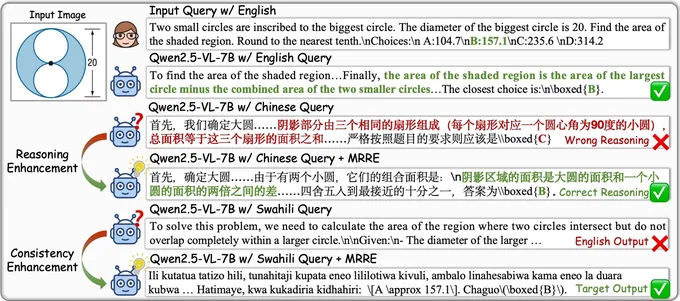 Input Image
20
Input Query w/ English
Two small circles are inscribed to the biggest circle. The diameter of the biggest circle is 20. Find the area of
the shaded region. Round to the nearest tenth.\nChoices:\n A:104.7\nB:157.1\nC:235.6 \nD:314.2
Qwen2.5-VL-7B w/ English Query
To find the area of the shaded region…Finally, the area of the shaded region is the area of the largest
circle minus the combined area of the two smaller circles…The closest choice is:\n\boxed{B}.
Qwen2.5-VL-7B w/ Chinese Query
首先，我们确定大圆……阴影部分由三个相同的扇形组成（每个扇形对应一个圆心角为90度的小圆），
总面积等于这三个扇形的面积之和……严格按照题目的要求则应该是\\boxed{C} Wrong Reasoning
Reasoning
Enhancement
Qwen2.5-VL-7B w/ Chinese Query + MRRE
首先，确定大圆……由于有两个小圆，它们的组合面积是：\n阴影区域的面积是大圆的面积和一个小
圆的面积的两倍之间的差……四舍五入到最接近的十分之一，答案为\\boxed{B}. Correct Reasoning
Qwen2.5-VL-7B w/ Swahili Query
To solve this problem, we need to calculate the area of the region where two circles intersect but do not
overlap completely within a larger circle.\n\nGiven:\n- The diameter of the larger … English Output
Consistency
Enhancement
Qwen2.5-VL-7B w/ Swahili Query + MRRE
Ili kutatua tatizo hili, tunahitaji kupata eneo lililotiwa kivuli, ambalo linahesabiwa kama eneo la duara
kubwa … Hatimaye, kwa kukadiria kidhahiri: \[A \approx 157.1\]. Chaguo\(\boxed{B}\). Target Output